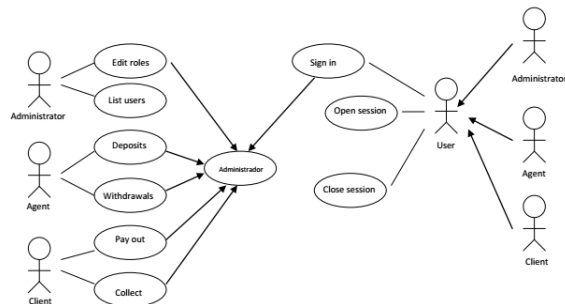 Edit roles
List users
Administrator
Deposits
Withdrawals
Agent
Pay out
Collect
Client
Administrador
Sign in
Open session
Close session
User
Administrator
Agent
Client